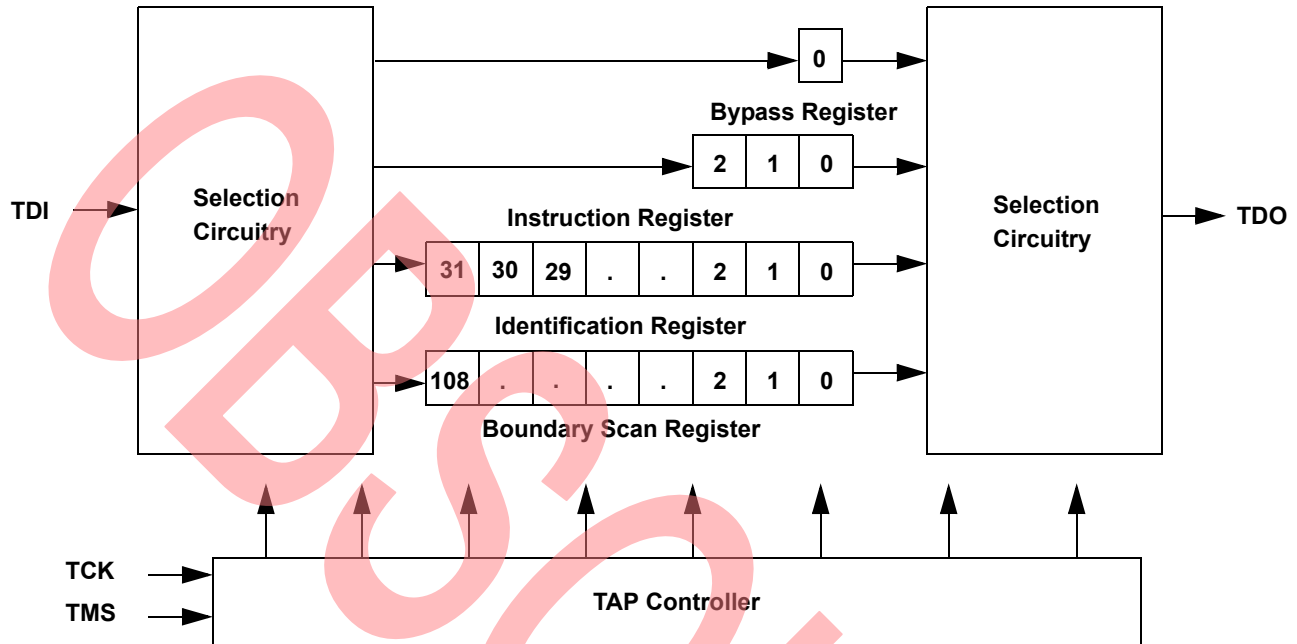 0
Bypass Register
2 1 0
TDI
Selection
Circuitry
Selection
Circuitry
TDO
Instruction Register
31 30 29 . . 2 1 0
Identification Register
108 . . . . 2 1 0
Boundary Scan Register
TCK
TMS
TAP Controller